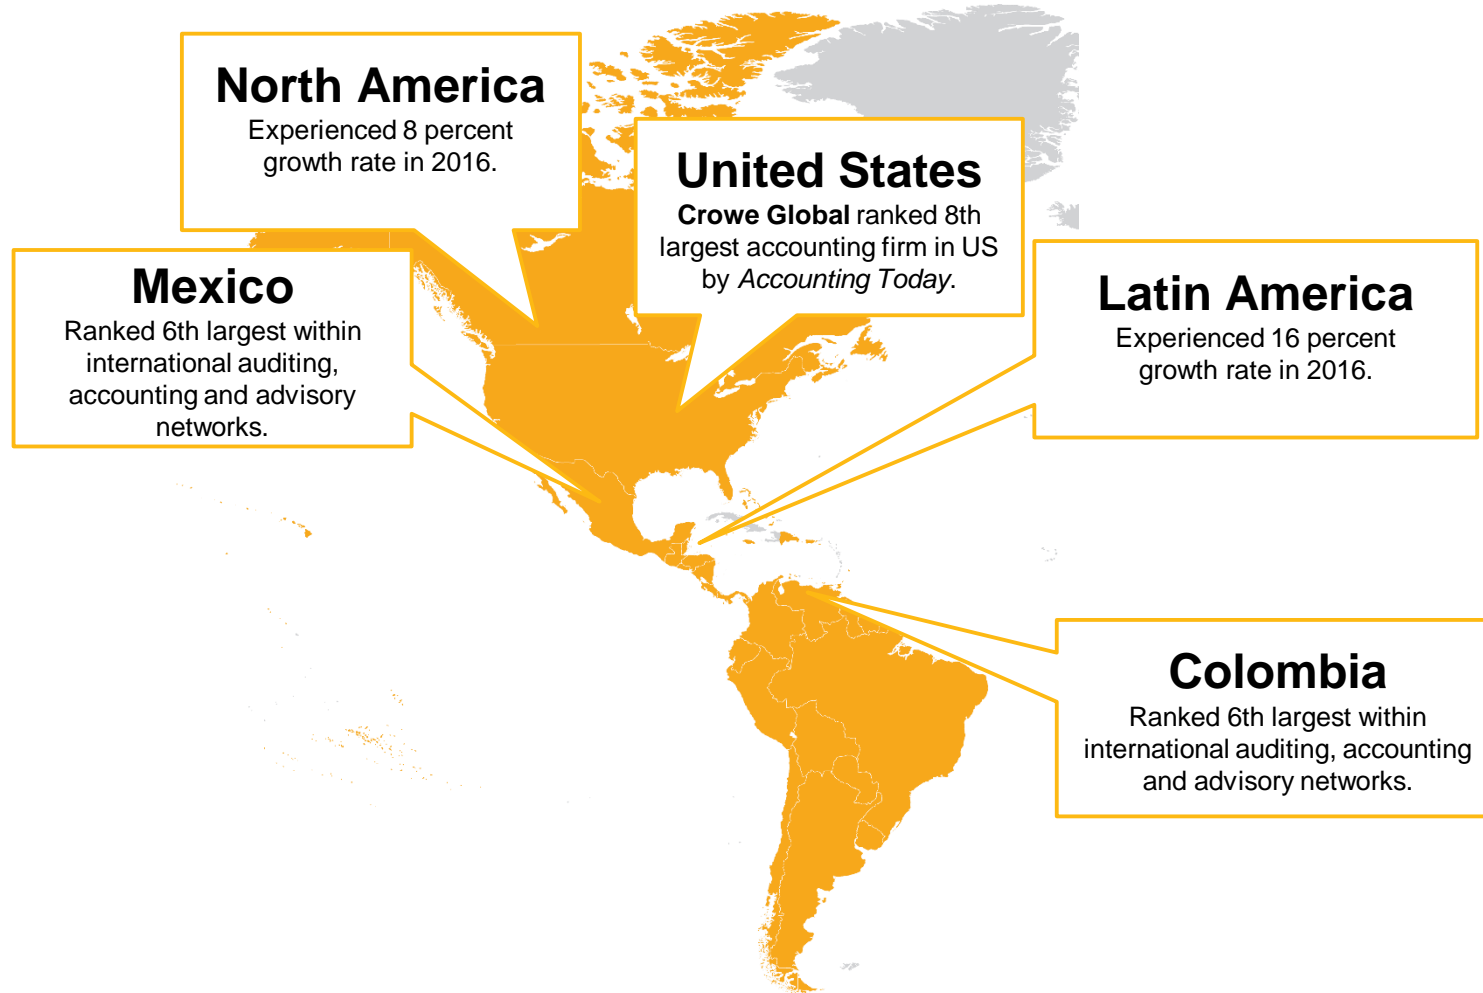 North America
Experienced 8 percent
growth rate in 2016.
United States
Crowe Global ranked 8th
largest accounting firm in US
by Accounting Today.
Mexico
Ranked 6th largest within
international auditing,
accounting and advisory
networks.
Latin America
Experienced 16 percent
growth rate in 2016.
Colombia
Ranked 6th largest within
international auditing, accounting
and advisory networks.